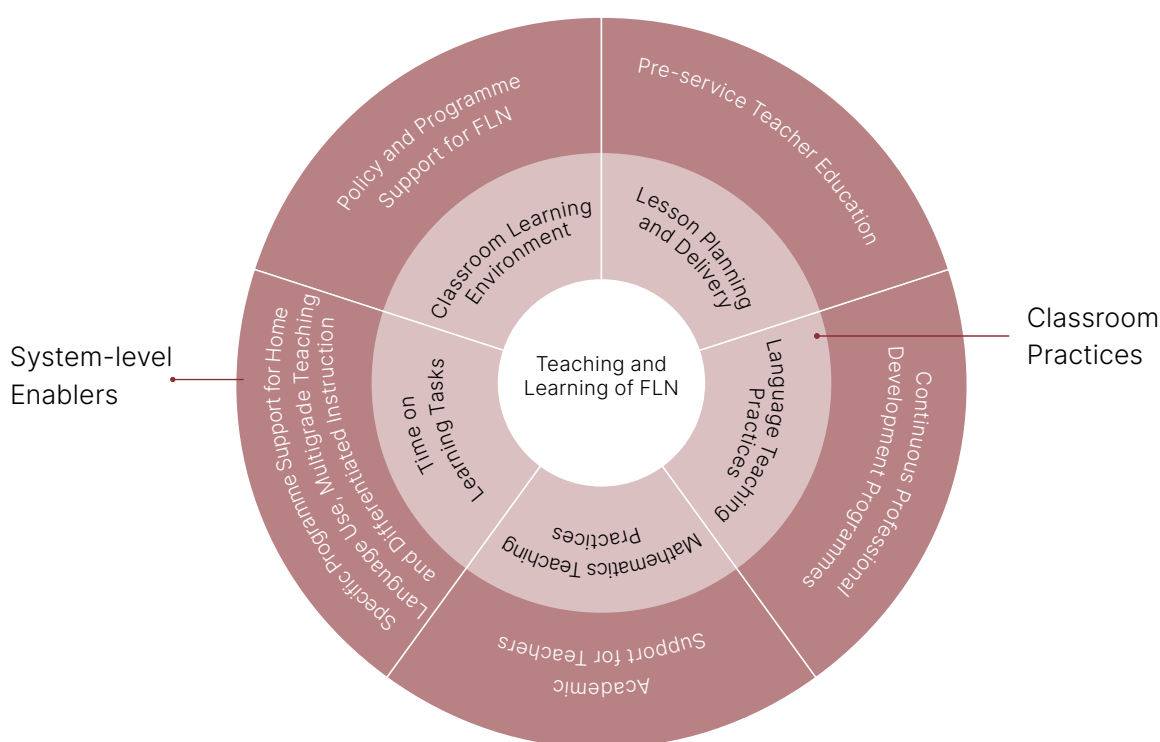 Policy and Programme
Support for FLN
Pre-service Teacher Education
Classroom Learning
Environment
Lesson Planning
and Delivery
System-level
Enablers
Specific Programme Support for Home
Language Use, Multigrade Teaching
and Differentiated Instruction
Time on
Learning Tasks
Teaching and
Learning of FLN
Language Teaching
Practices
Continuous Professional
Development Programmes
Classroom
Practices
Mathematics Teaching
Practices
Academic
Support for Teachers